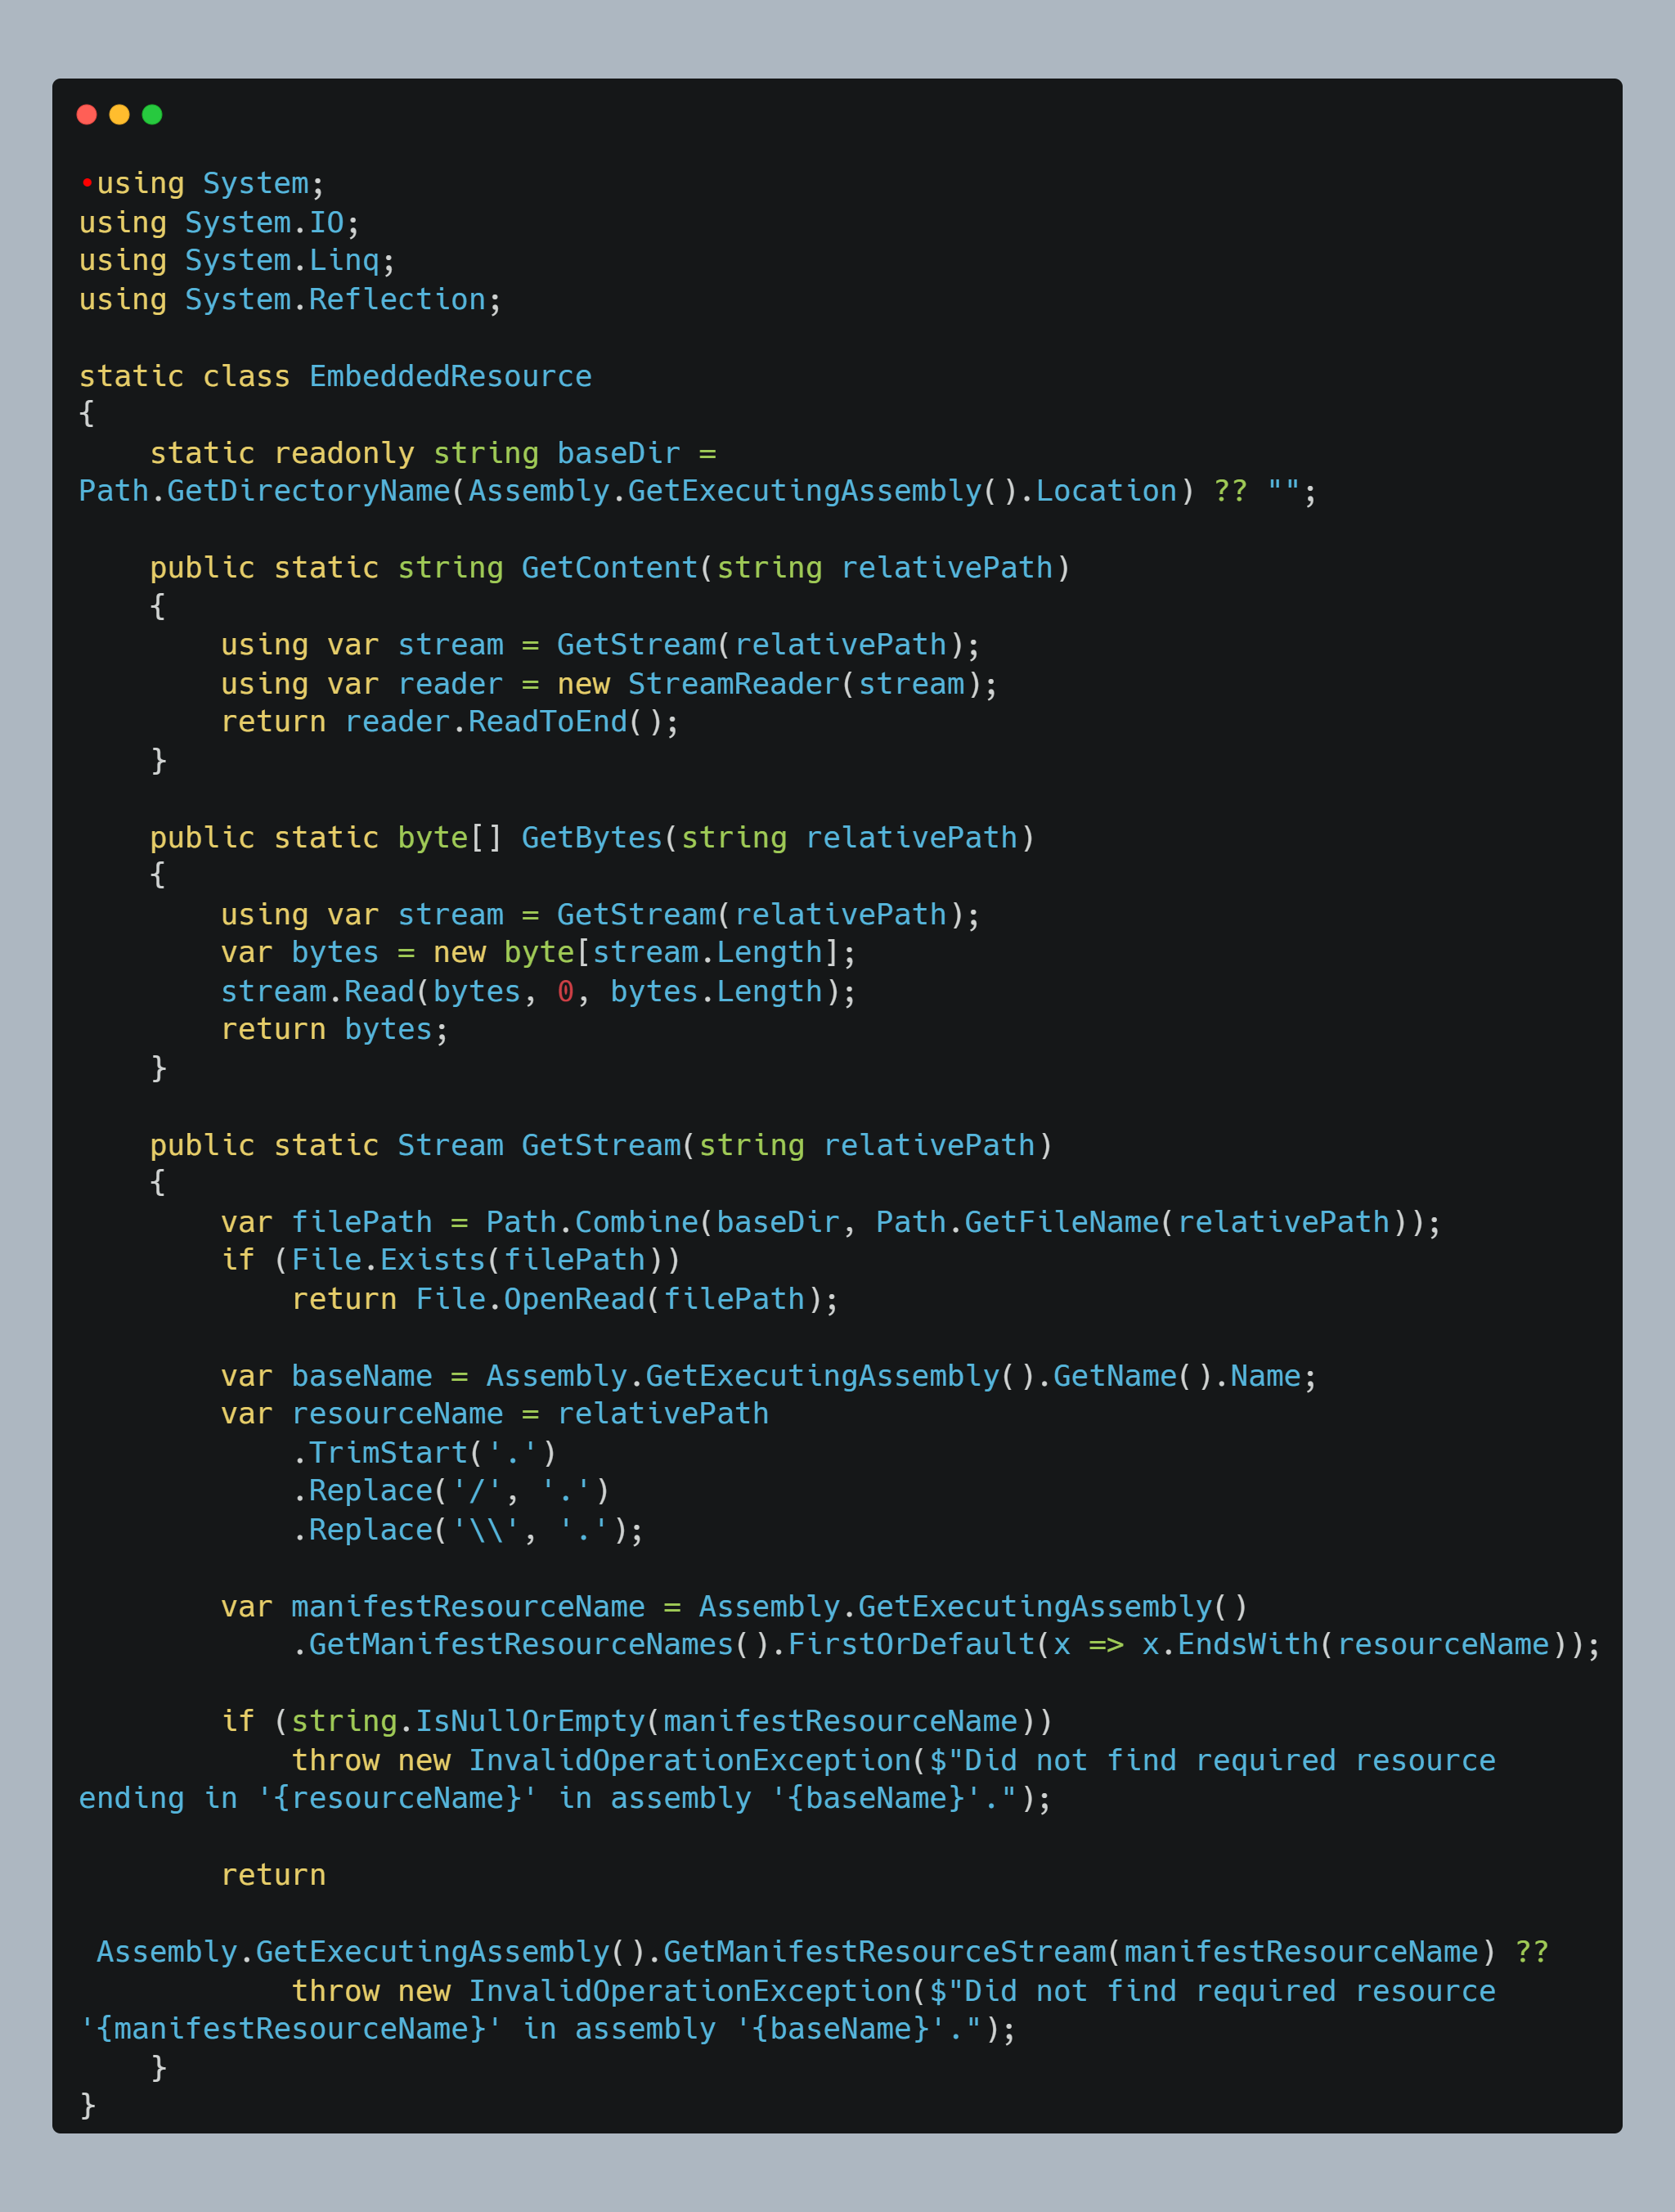 •using System;
using System.IO;
using System.Linq;
using System.Reflection;

static class EmbeddedResource
{
    static readonly string baseDir =
Path.GetDirectoryName(Assembly.GetExecutingAssembly().Location) ?? "";

    public static string GetContent(string relativePath)
    {
        using var stream = GetStream(relativePath);
        using var reader = new StreamReader(stream);
        return reader.ReadToEnd();
    }

    public static byte[] GetBytes(string relativePath)
    {
        using var stream = GetStream(relativePath);
        var bytes = new byte[stream.Length];
        stream.Read(bytes, 0, bytes.Length);
        return bytes;
    }

    public static Stream GetStream(string relativePath)
    {
        var filePath = Path.Combine(baseDir, Path.GetFileName(relativePath));
        if (File.Exists(filePath))
            return File.OpenRead(filePath);

        var baseName = Assembly.GetExecutingAssembly().GetName().Name;
        var resourceName = relativePath
            .TrimStart('.')
            .Replace('/', '.')
            .Replace('\\', '.');

        var manifestResourceName = Assembly.GetExecutingAssembly()
            .GetManifestResourceNames().FirstOrDefault(x => x.EndsWith(resourceName));

        if (string.IsNullOrEmpty(manifestResourceName))
            throw new InvalidOperationException($"Did not find required resource
ending in '{resourceName}' in assembly '{baseName}'.");

        return

 Assembly.GetExecutingAssembly().GetManifestResourceStream(manifestResourceName) ??
            throw new InvalidOperationException($"Did not find required resource
'{manifestResourceName}' in assembly '{baseName}'.");
    }
}